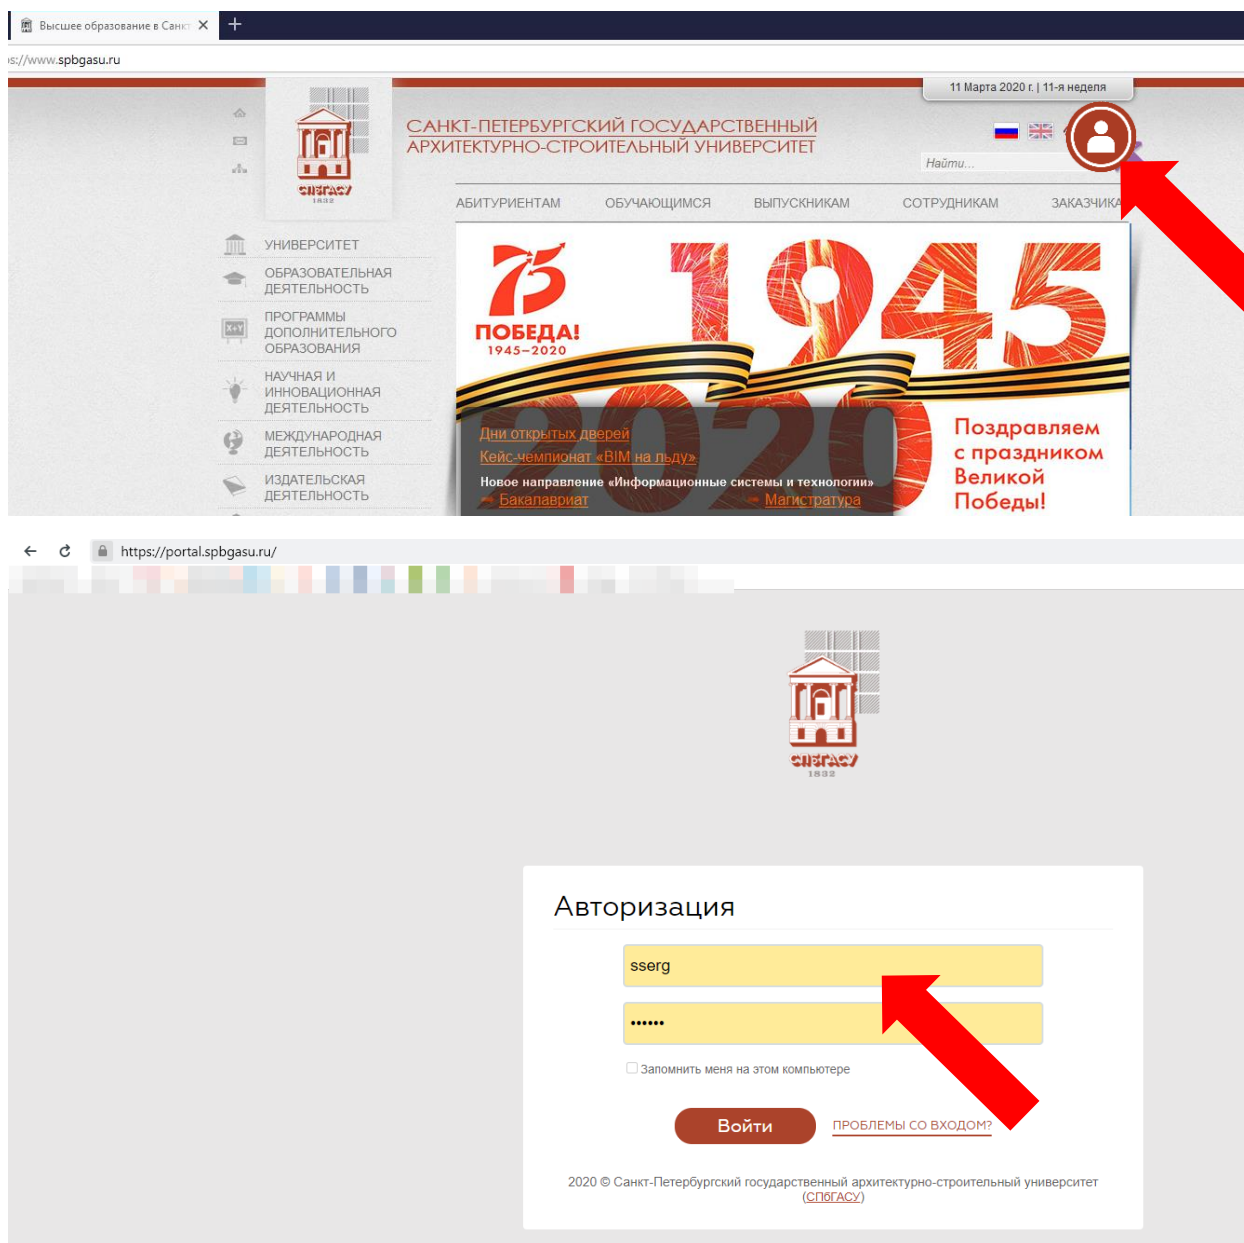 Высшее образование в Санкт
s://www.spbgasu.ru
11 Марта 2020 г. | 11-я неделя
СПбГАСУ
1832
САНКТ-ПЕТЕРБУРГСКИЙ ГОСУДАРСТВЕННЫЙ
АРХИТЕКТУРНО-СТРОИТЕЛЬНЫЙ УНИВЕРСИТЕТ
Найти...
АБИТУРИЕНТАМ ОБУЧАЮЩИМСЯ ВЫПУСКНИКАМ СОТРУДНИКАМ ЗАКАЗЧИКА
УНИВЕРСИТЕТ
ОБРАЗОВАТЕЛЬНАЯ
ДЕЯТЕЛЬНОСТЬ
ПРОГРАММЫ
ДОПОЛНИТЕЛЬНОГО
ОБРАЗОВАНИЯ
НАУЧНАЯ И
ИННОВАЦИОННАЯ
ДЕЯТЕЛЬНОСТЬ
МЕЖДУНАРОДНАЯ
ДЕЯТЕЛЬНОСТЬ
ИЗДАТЕЛЬСКАЯ
ДЕЯТЕЛЬНОСТЬ
75
ПОБЕДА!
1945–2020
1945
2020
Дни открытых дверей
Кейс-чемпионат «BIM на льду»
Новое направление «Информационные системы и технологии»
Бакалавриат Магистратура
Поздравляем
с праздником
Великой
Победы!
https://portal.spbgasu.ru/
СПбГАСУ
1832
Авторизация
sserg
••••••
Запомнить меня на этом компьютере
Войти ПРОБЛЕМЫ СО ВХОДОМ?
2020 © Санкт-Петербургский государственный архитектурно-строительный университет
(СПбГАСУ)